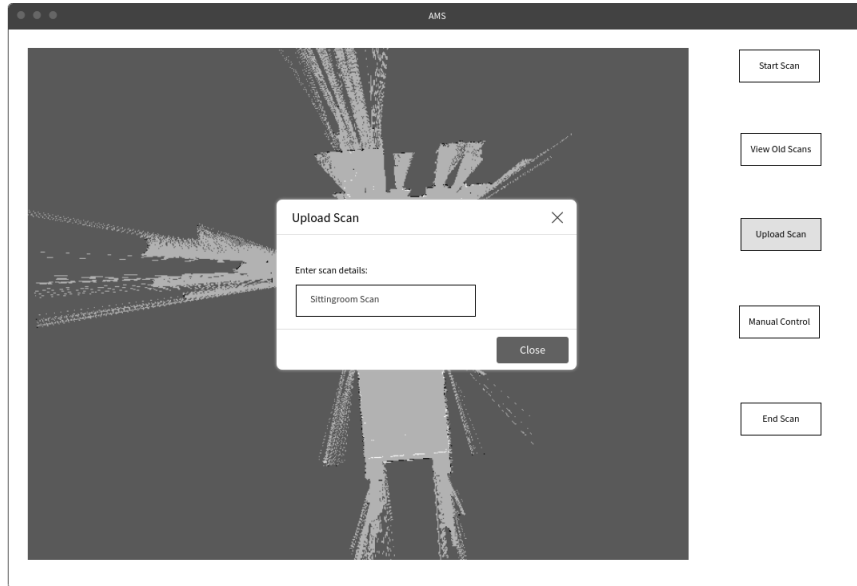 AMS
Start Scan
View Old Scans
Upload Scan
Upload Scan
Enter scan details:
Sittingroom Scan
Close
Manual Control
End Scan